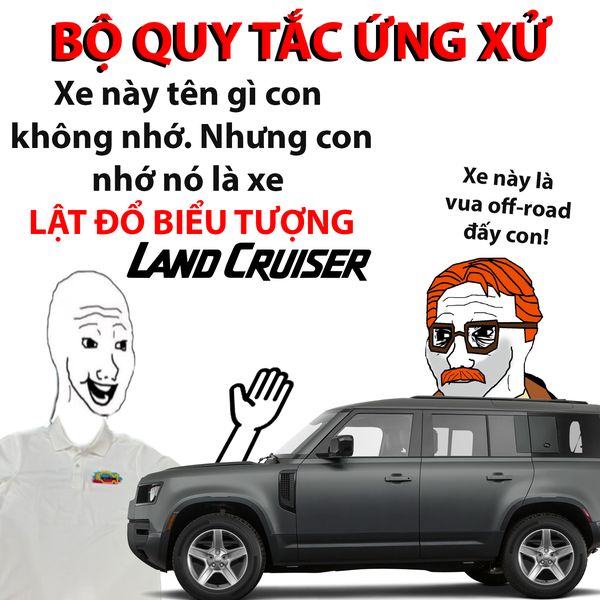 BỘ QUY TẮC ỨNG XỬ
Xe này tên gì con
không nhớ. Nhưng con
nhớ nó là xe
LẬT ĐỔ BIỂU TƯỢNG
LAND CRUISER
Xe này là
vua off-road
đấy con!